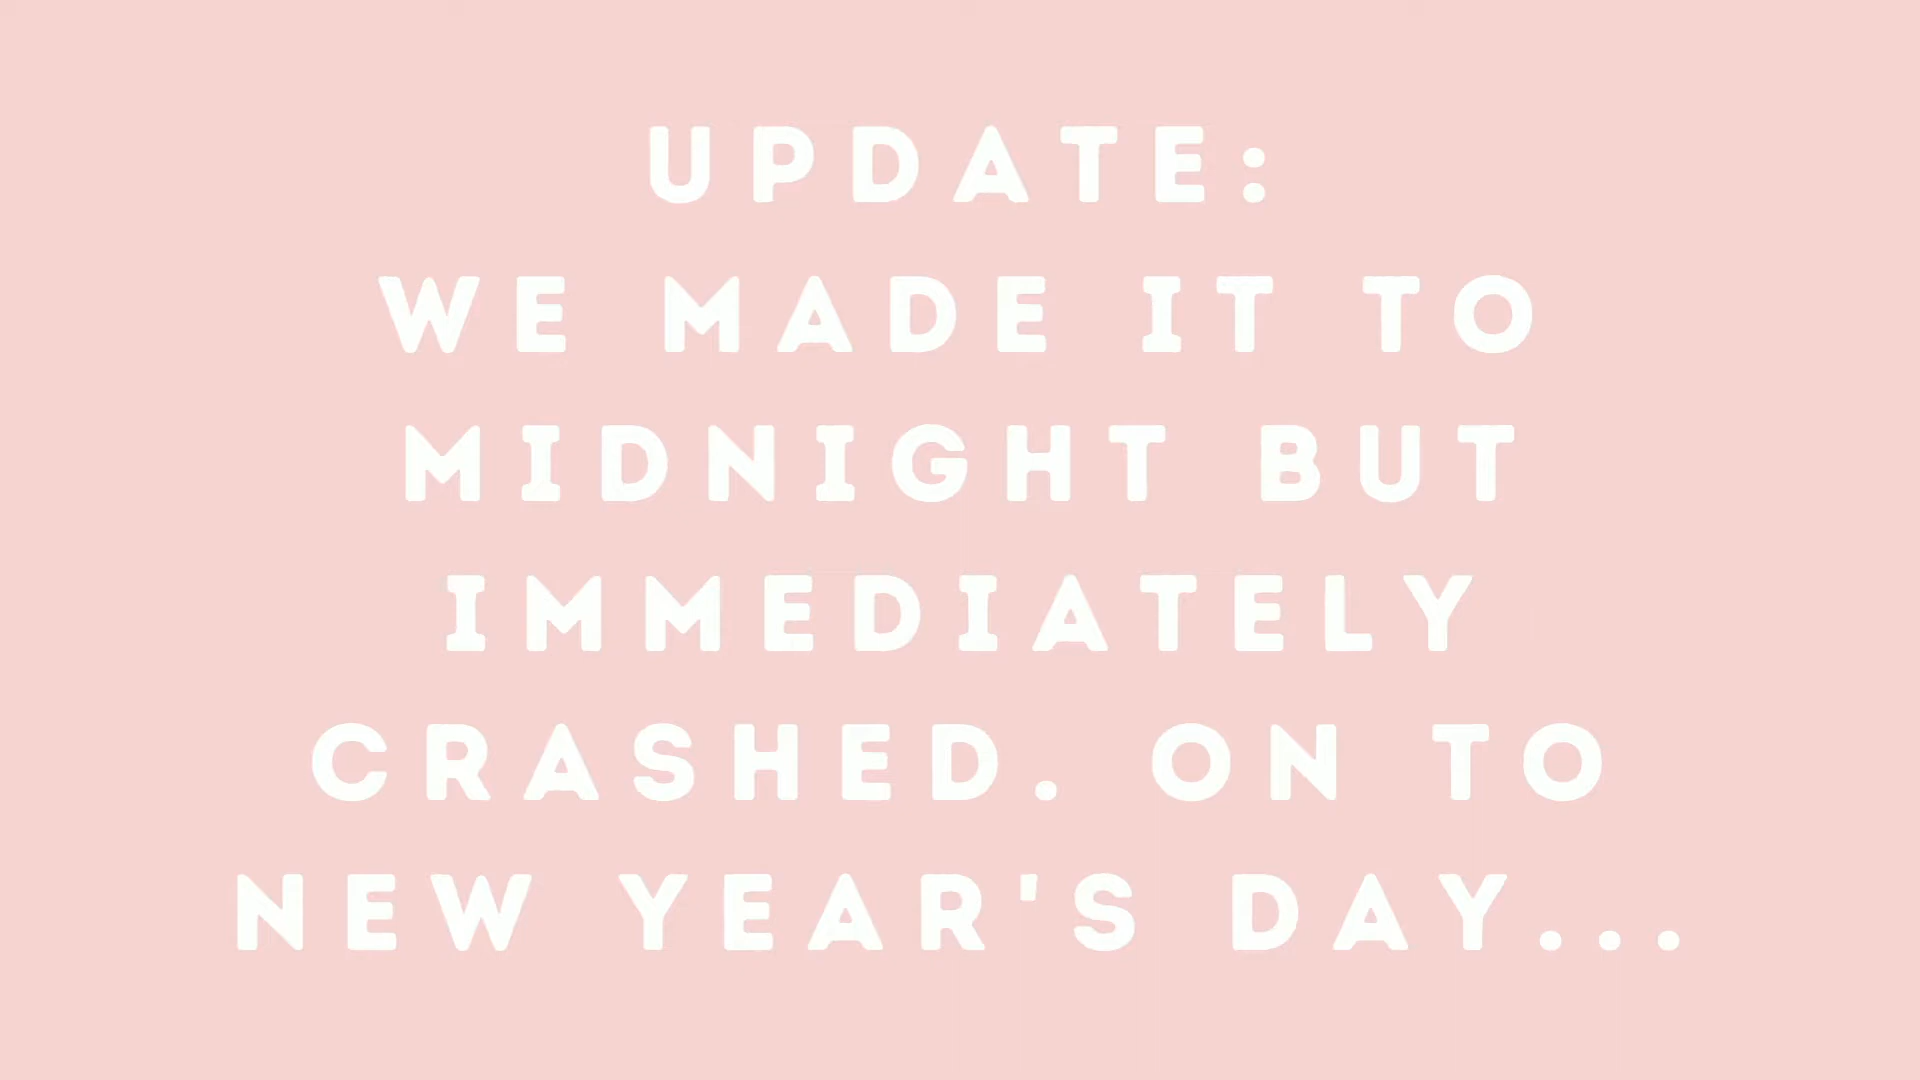 UPDATE:
WE MADE IT TO
MIDNIGHT BUT
IMMEDIATELY
CRASHED. ON TO
NEW YEAR'S DAY...